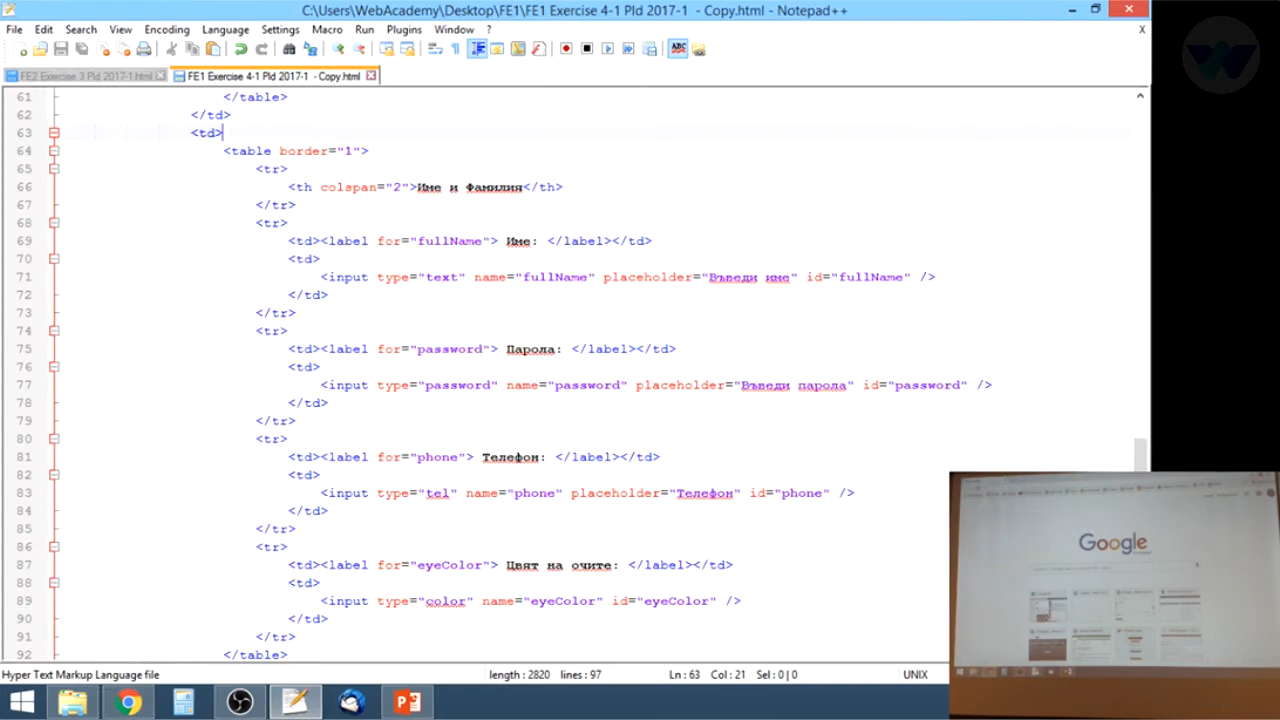 C:\Users\WebAcademy\Desktop\FE1\FE1 Exercise 4-1 Pld 2017-1 - Copy.html - Notepad++
File Edit Search View Encoding Language Settings Macro Run Plugins Window ? X
FE2 Exercise 3 Pld 2017-1.html FE1 Exercise 4-1 Pld 2017-1 - Copy.html
61 </table>
62 </td>
63 <td>
64 <table border="1">
65 <tr>
66 <th colspan="2">Име и Фамилия</th>
67 </tr>
68 <tr>
69 <td><label for="fullName"> Име: </label></td>
70 <td>
71 <input type="text" name="fullName" placeholder="Въведи име" id="fullName" />
72 </td>
73 </tr>
74 <tr>
75 <td><label for="password"> Парола: </label></td>
76 <td>
77 <input type="password" name="password" placeholder="Въведи парола" id="password" />
78 </td>
79 </tr>
80 <tr>
81 <td><label for="phone"> Телефон: </label></td>
82 <td>
83 <input type="tel" name="phone" placeholder="Телефон" id="phone" />
84 </td>
85 </tr>
86 <tr>
87 <td><label for="eyeColor"> Цвят на очите: </label></td>
88 <td>
89 <input type="color" name="eyeColor" id="eyeColor" />
90 </td>
91 </tr>
92 </table>
Google
Hyper Text Markup Language file length : 2820 lines : 97 Ln : 63 Col : 21 Sel : 0 | 0 UNIX